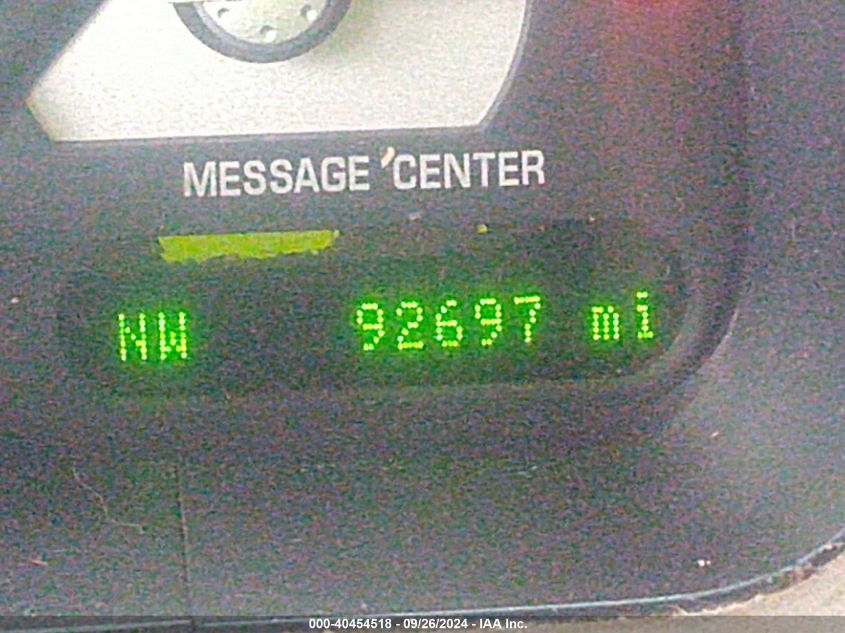 MESSAGE CENTER
NW 92697 mi
000-40454518 - 09/26/2024 - IAA Inc.